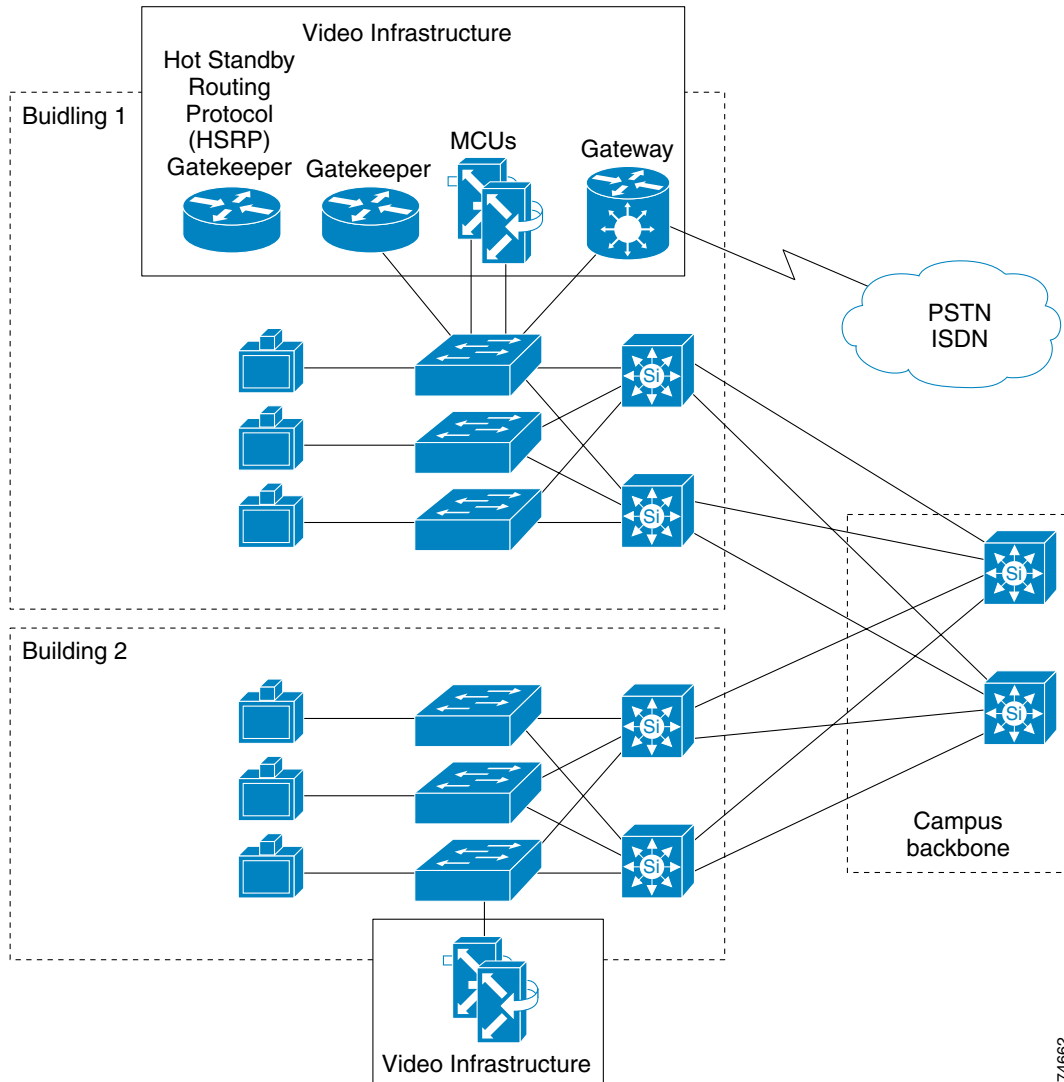 Video Infrastructure
Hot Standby
Routing
Protocol
(HSRP)
Gatekeeper
Buidling 1
Gatekeeper
MCUs
Gateway
PSTN
ISDN
Si
Si
Si
Building 2
Si
Si
Si
Campus
backbone
Video Infrastructure
74662